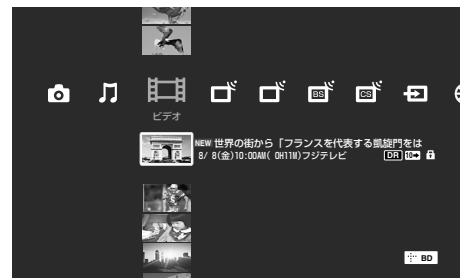 BS
CS
ビデオ
NEW 世界の街から「フランスを代表する凱旋門をは
8/ 8(金)10:00AM( 0H11M)フジテレビ DR 10
BD